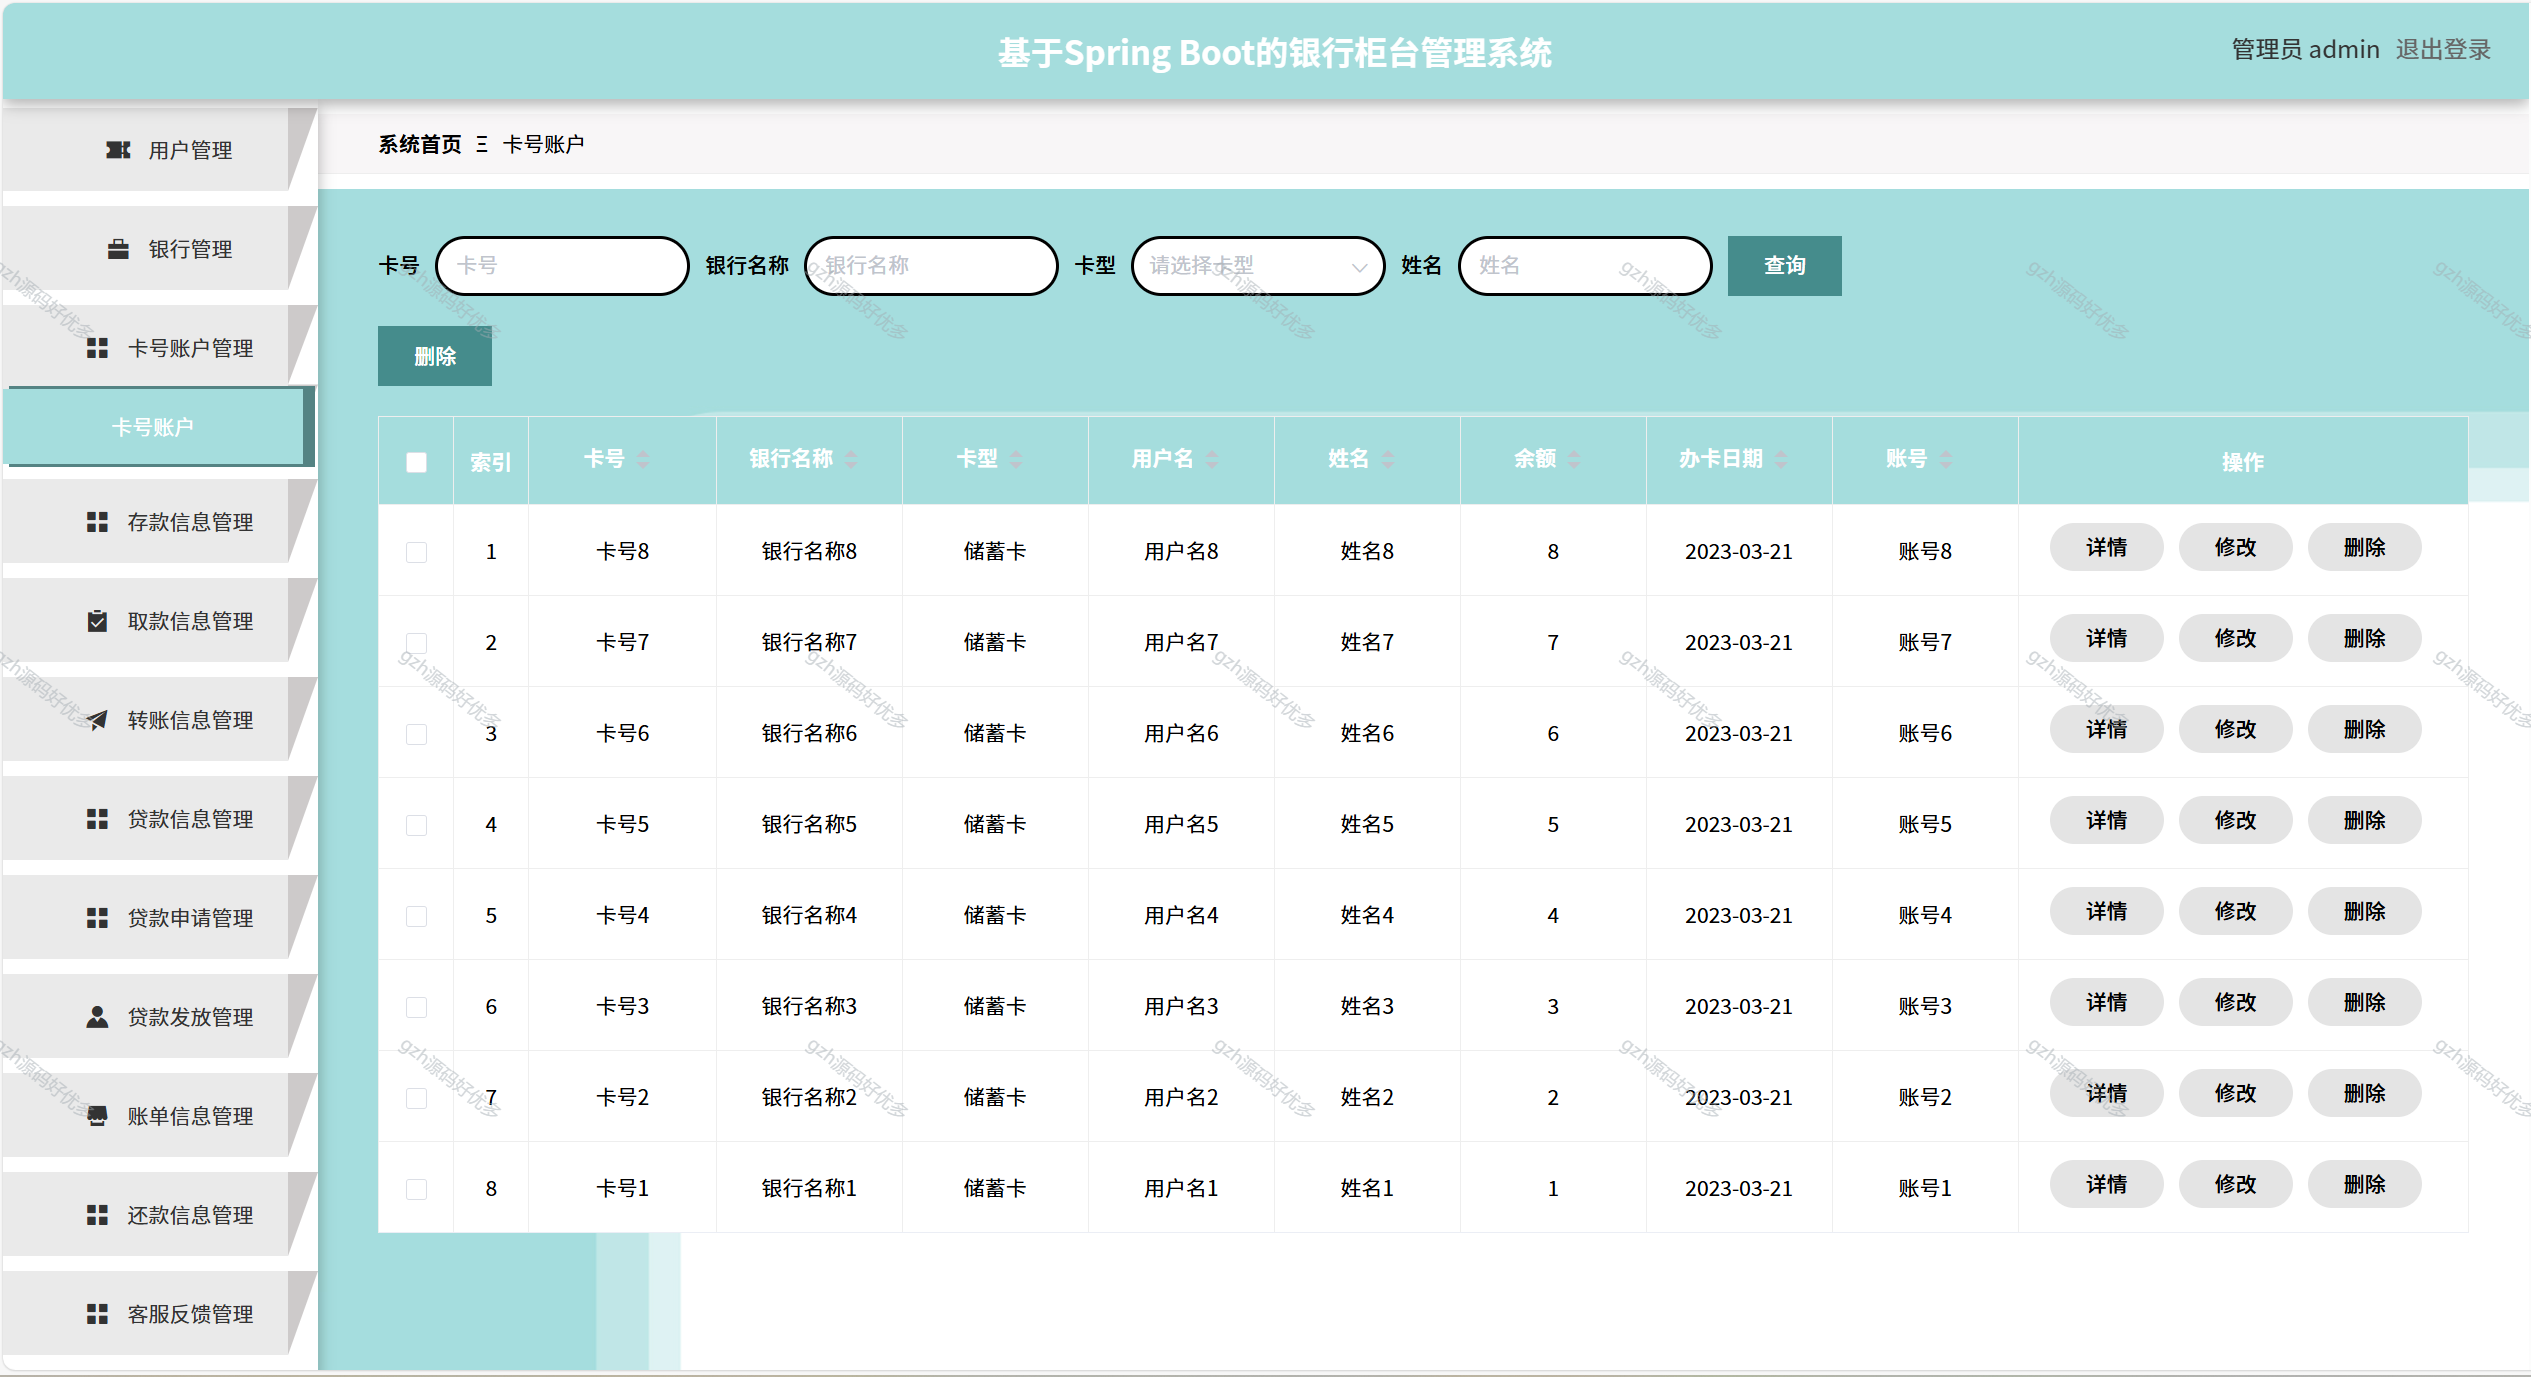 基于Spring Boot的银行柜台管理系统
管理员 admin 退出登录
用户管理
银行管理
卡号账户管理
卡号账户
存款信息管理
取款信息管理
转账信息管理
贷款信息管理
贷款申请管理
贷款发放管理
账单信息管理
还款信息管理
客服反馈管理
系统首页 Ξ 卡号账户
卡号 卡号 银行名称 银行名称 卡型 请选择卡型 姓名 姓名 查询
删除
索引 卡号 银行名称 卡型 用户名 姓名 余额 办卡日期 账号 操作
1 卡号8 银行名称8 储蓄卡 用户名8 姓名8 8 2023-03-21 账号8 详情 修改 删除
2 卡号7 银行名称7 储蓄卡 用户名7 姓名7 7 2023-03-21 账号7 详情 修改 删除
3 卡号6 银行名称6 储蓄卡 用户名6 姓名6 6 2023-03-21 账号6 详情 修改 删除
4 卡号5 银行名称5 储蓄卡 用户名5 姓名5 5 2023-03-21 账号5 详情 修改 删除
5 卡号4 银行名称4 储蓄卡 用户名4 姓名4 4 2023-03-21 账号4 详情 修改 删除
6 卡号3 银行名称3 储蓄卡 用户名3 姓名3 3 2023-03-21 账号3 详情 修改 删除
7 卡号2 银行名称2 储蓄卡 用户名2 姓名2 2 2023-03-21 账号2 详情 修改 删除
8 卡号1 银行名称1 储蓄卡 用户名1 姓名1 1 2023-03-21 账号1 详情 修改 删除
gzh源码好优多